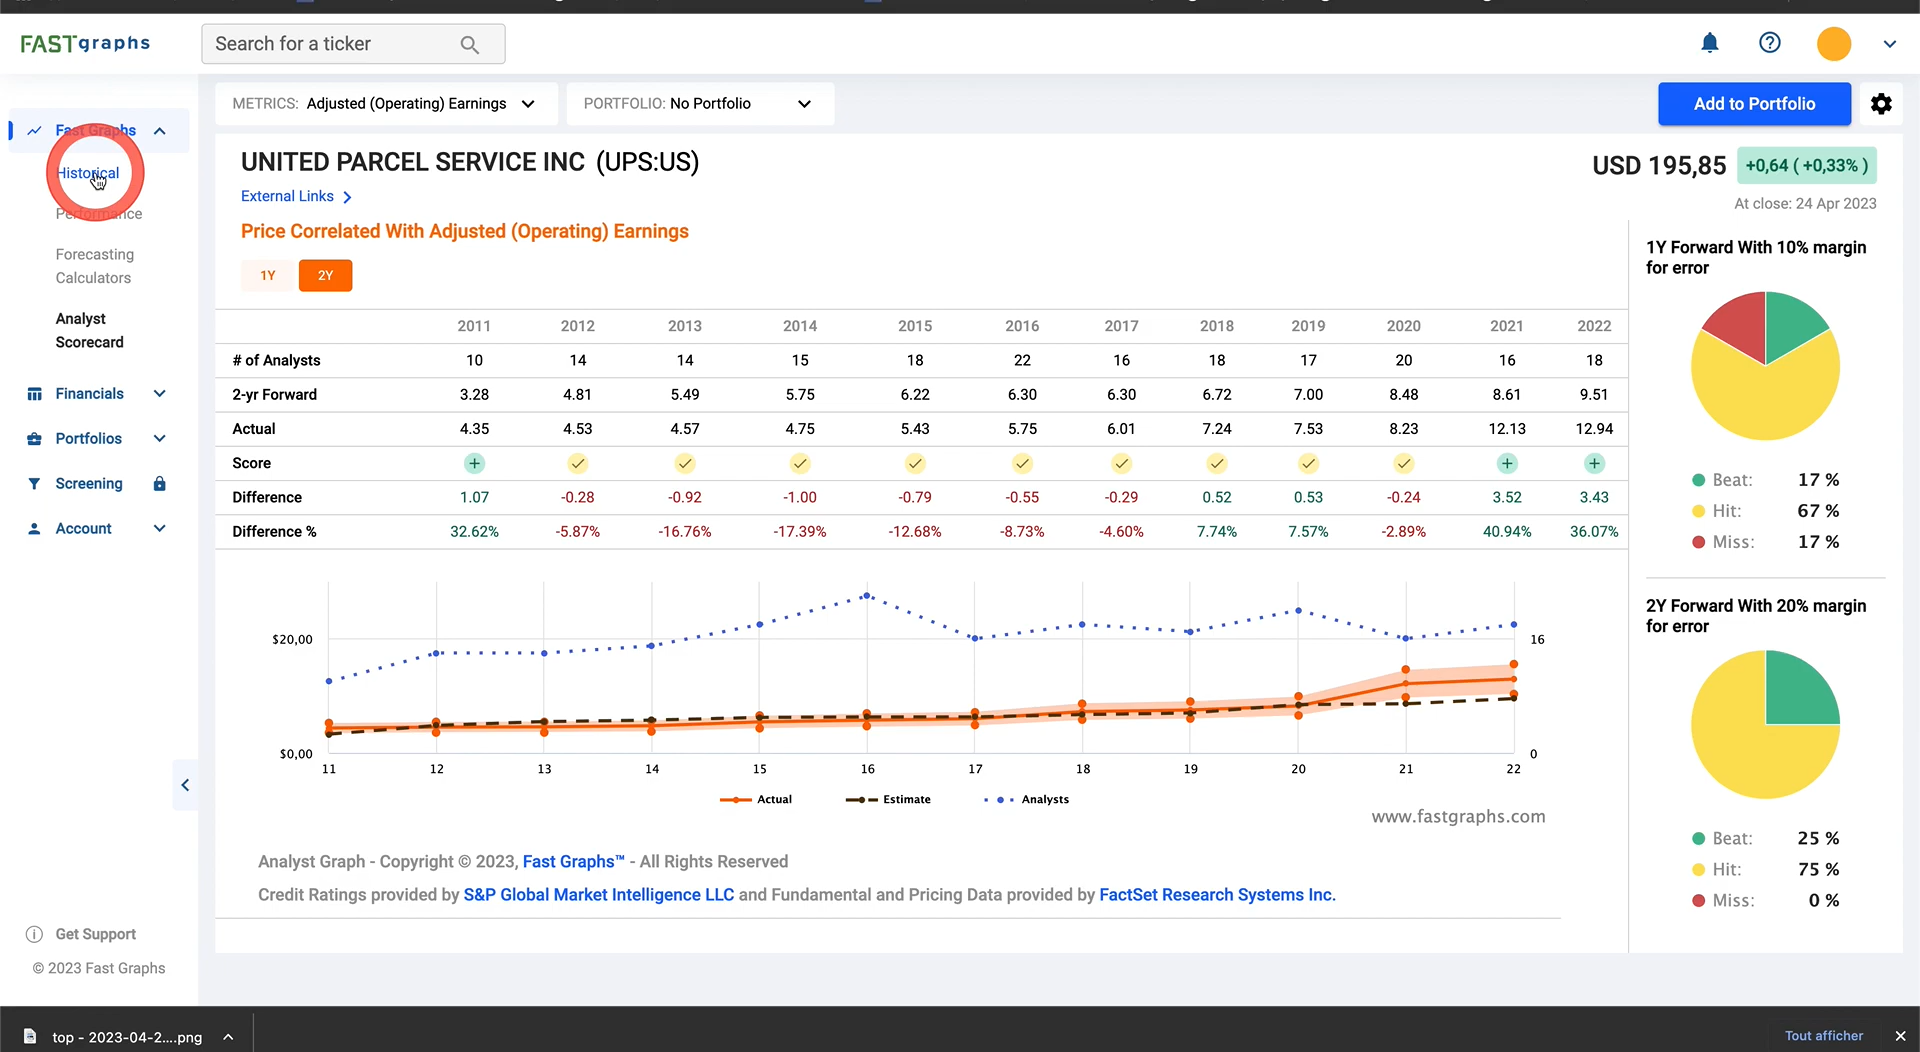 FASTgraphs
Search for a ticker
METRICS: Adjusted (Operating) Earnings
PORTFOLIO: No Portfolio
Add to Portfolio
Fast Graphs
Historical
Performance
Forecasting
Calculators
Analyst
Scorecard
Financials
Portfolios
Screening
Account
Get Support
© 2023 Fast Graphs
UNITED PARCEL SERVICE INC (UPS:US)
External Links
Price Correlated With Adjusted (Operating) Earnings
1Y 2Y
USD 195,85 +0,64 ( +0,33% )
At close: 24 Apr 2023
2011 2012 2013 2014 2015 2016 2017 2018 2019 2020 2021 2022
# of Analysts 10 14 14 15 18 22 16 18 17 20 16 18
2-yr Forward 3.28 4.81 5.49 5.75 6.22 6.30 6.30 6.72 7.00 8.48 8.61 9.51
Actual 4.35 4.53 4.57 4.75 5.43 5.75 6.01 7.24 7.53 8.23 12.13 12.94
Score
Difference 1.07 -0.28 -0.92 -1.00 -0.79 -0.55 -0.29 0.52 0.53 -0.24 3.52 3.43
Difference % 32.62% -5.87% -16.76% -17.39% -12.68% -8.73% -4.60% 7.74% 7.57% -2.89% 40.94% 36.07%
$20,00 16
$0,00 0
11 12 13 14 15 16 17 18 19 20 21 22
Actual Estimate Analysts
www.fastgraphs.com
Analyst Graph - Copyright © 2023, Fast Graphs™ - All Rights Reserved
Credit Ratings provided by S&P Global Market Intelligence LLC and Fundamental and Pricing Data provided by FactSet Research Systems Inc.
1Y Forward With 10% margin
for error
Beat: 17 %
Hit: 67 %
Miss: 17 %
2Y Forward With 20% margin
for error
Beat: 25 %
Hit: 75 %
Miss: 0 %
top - 2023-04-2....png
Tout afficher